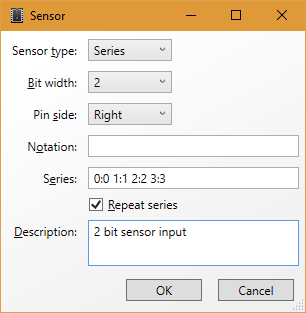 Sensor
Sensor type: Series
Bit width: 2
Pin side: Right
Notation:
Series: 0:0 1:1 2:2 3:3
Repeat series
Description: 2 bit sensor input
OK Cancel